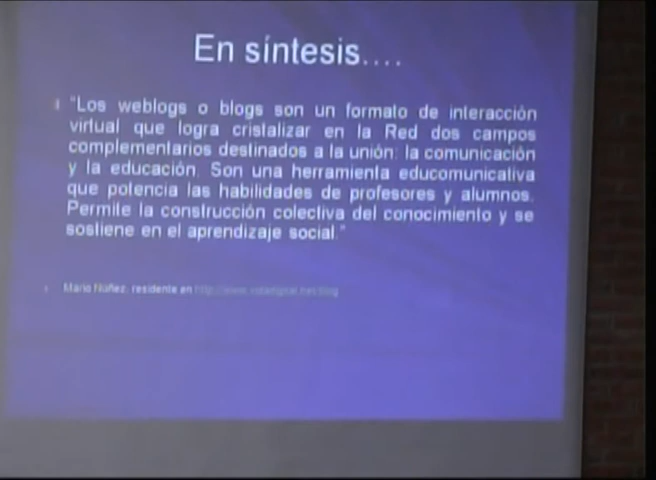 En síntesis....
"Los weblogs o blogs son un formato de interacción
virtual que logra cristalizar en la Red dos campos
complementarios destinados a la unión: la comunicación
y la educación. Son una herramienta educomunicativa
que potencia las habilidades de profesores y alumnos.
Permite la construcción colectiva del conocimiento y se
sostiene en el aprendizaje social."
Mario Núñez, residente en